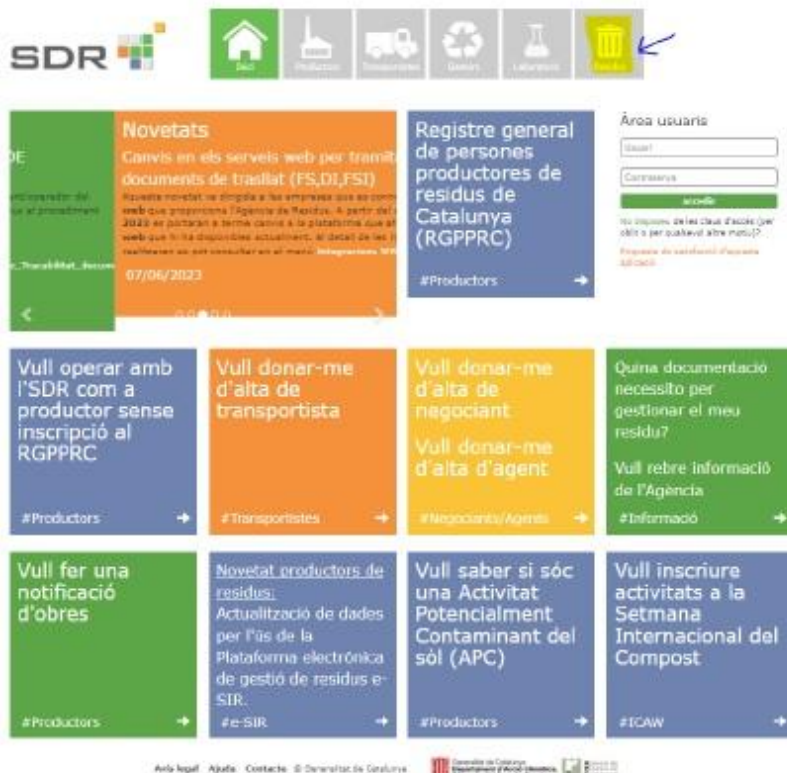 SDR
Inici
Productors
Transportistes
Gestors
Laboratoris
Residus
Novetats
Canvis en els serveis web per tramit
documents de trasllat (FS,DI,FSI)
07/06/2023
Registre general
de persones
productores de
residus de
Catalunya
(RGPPRC)
#Productors
Àrea usuaris
Usuari
Contrasenya
accedir
Vull operar amb
l'SDR com a
productor sense
inscripció al
RGPPRC
#Productors
Vull donar-me
d'alta de
transportista
#Transportistes
Vull donar-me
d'alta de
negociant
Vull donar-me
d'alta d'agent
#Negociants/Agents
Quina documentació
necessito per
gestionar el meu
residu?
Vull rebre informació
de l'Agència
#Informació
Vull fer una
notificació
d'obres
#Productors
Novetat productors de
residus:
Actualització de dades
per l'ús de la
Plataforma electrònica
de gestió de residus e-
SIR.
#e-SIR
Vull saber si sóc
una Activitat
Potencialment
Contaminant del
sòl (APC)
#Productors
Vull inscriure
activitats a la
Setmana
Internacional del
Compost
#ICAW
Avís legal Ajuda Contacte © Generalitat de Catalunya